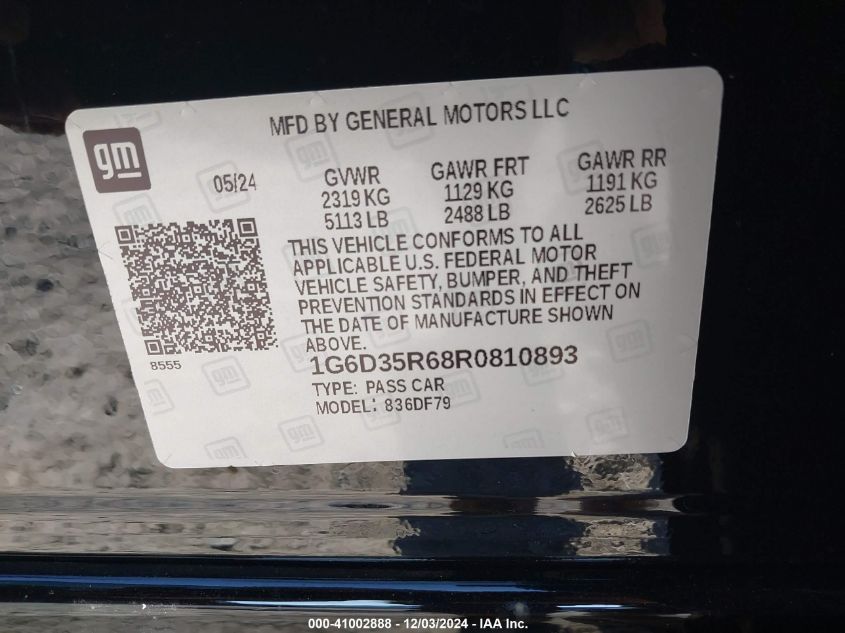 MFD BY GENERAL MOTORS LLC
gm
05/24
GVWR
2319 KG
5113 LB
GAWR FRT
1129 KG
2488 LB
GAWR RR
1191 KG
2625 LB
THIS VEHICLE CONFORMS TO ALL
APPLICABLE U.S. FEDERAL MOTOR
VEHICLE SAFETY, BUMPER, AND THEFT
PREVENTION STANDARDS IN EFFECT ON
THE DATE OF MANUFACTURE SHOWN
ABOVE.
8555
1G6D35R68R0810893
TYPE: PASS CAR
MODEL: 836DF79
000-41002888 - 12/03/2024 - IAA Inc.